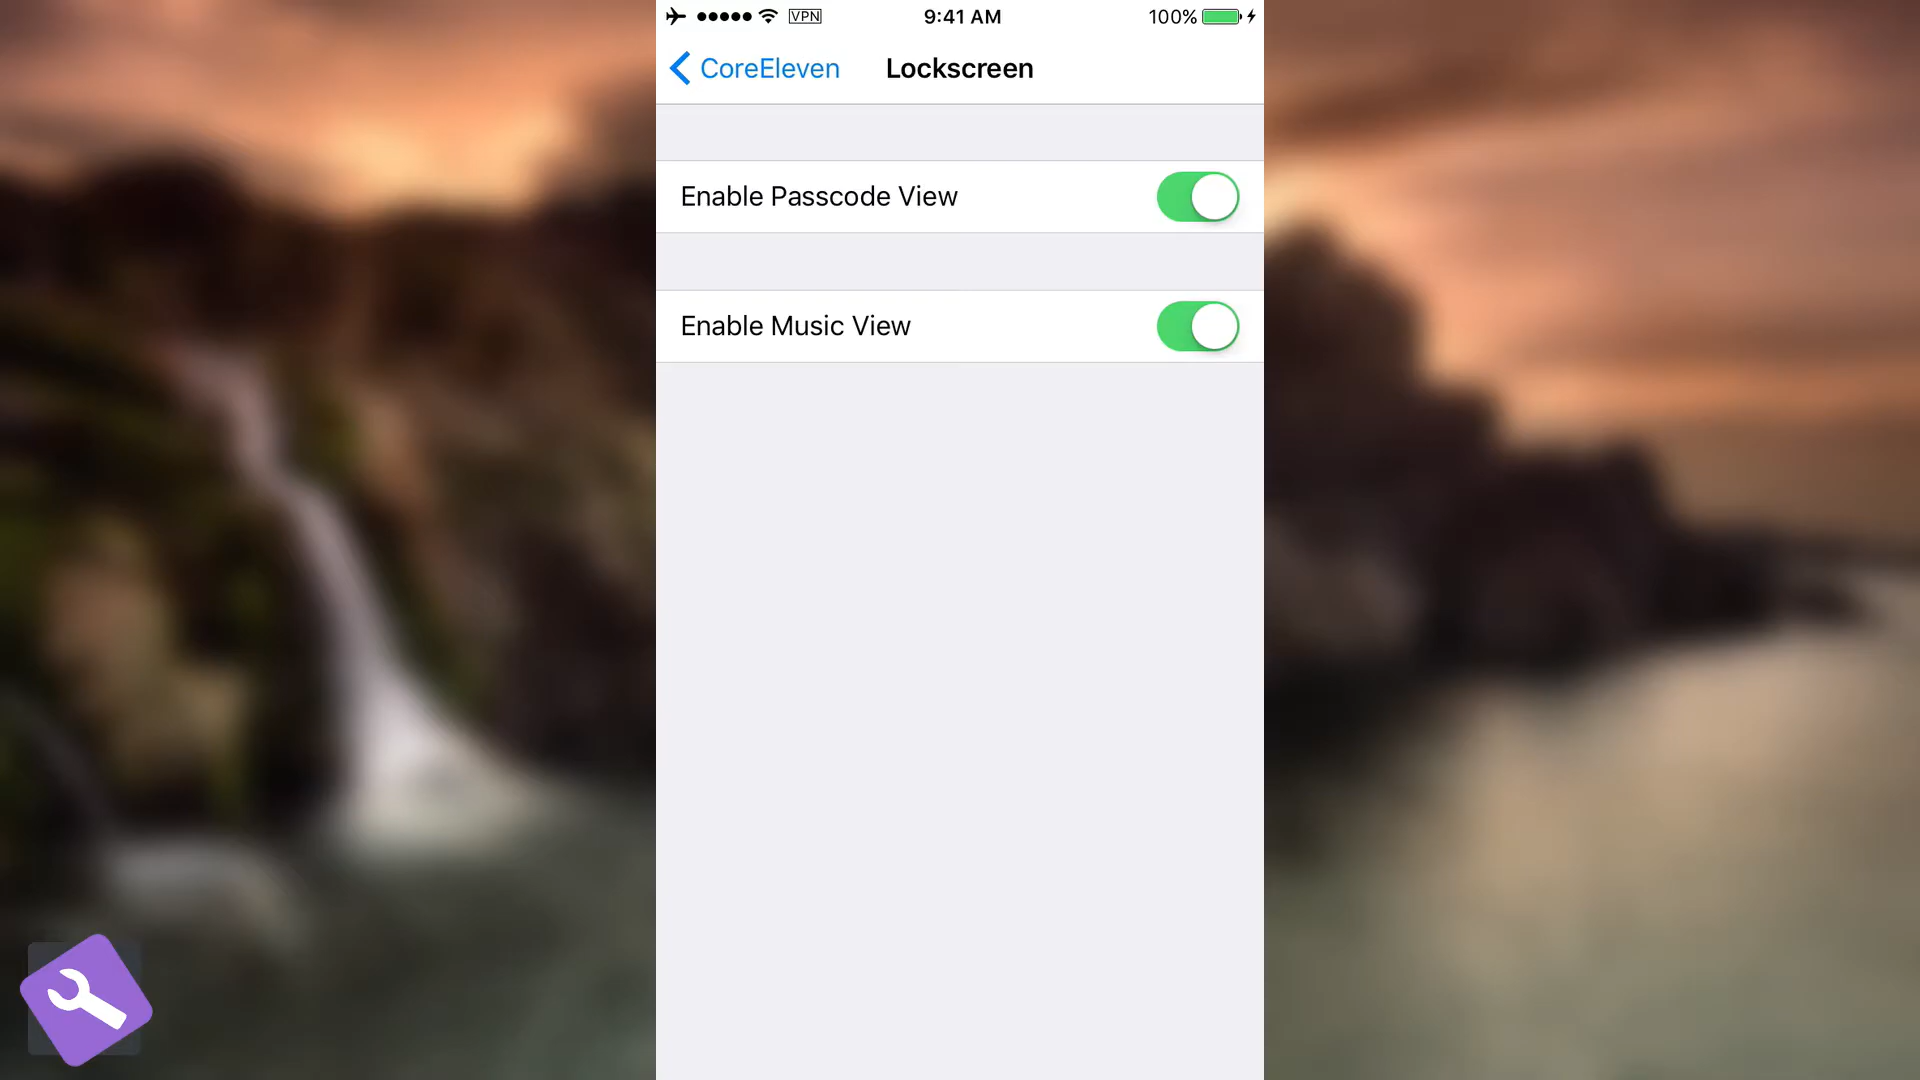 VPN 9:41 AM 100%
CoreEleven Lockscreen
Enable Passcode View
Enable Music View